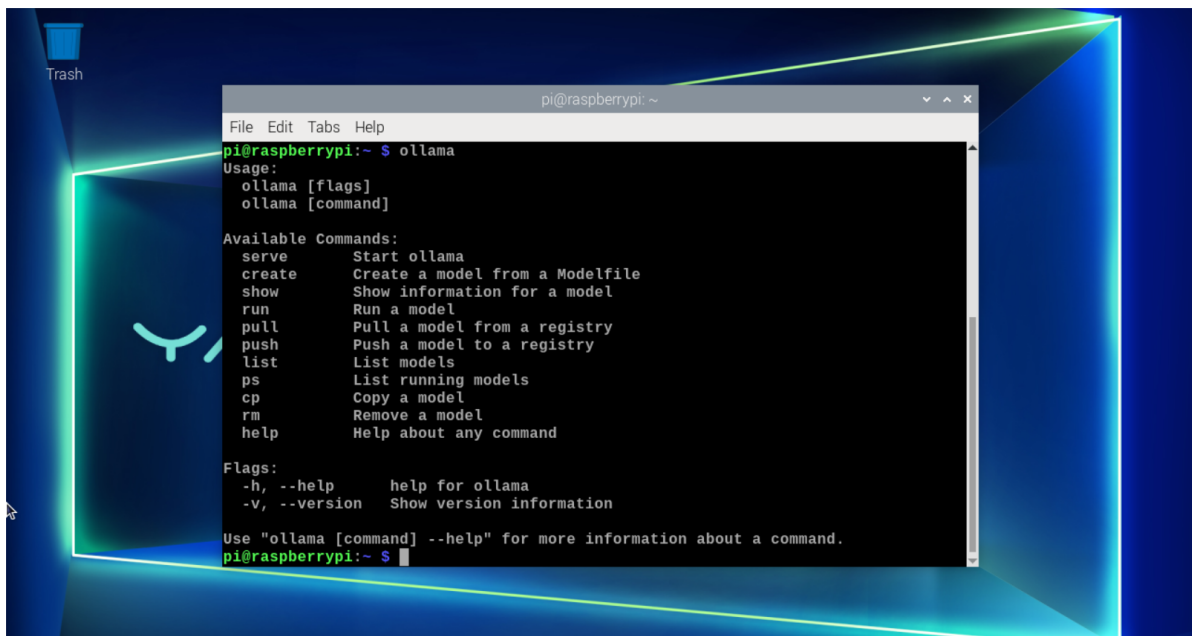 Trash
pi@raspberrypi: ~
File Edit Tabs Help
pi@raspberrypi:~ $ ollama
Usage:
  ollama [flags]
  ollama [command]

Available Commands:
  serve       Start ollama
  create      Create a model from a Modelfile
  show        Show information for a model
  run         Run a model
  pull        Pull a model from a registry
  push        Push a model to a registry
  list        List models
  ps          List running models
  cp          Copy a model
  rm          Remove a model
  help        Help about any command

Flags:
  -h, --help      help for ollama
  -v, --version   Show version information

Use "ollama [command] --help" for more information about a command.
pi@raspberrypi:~ $